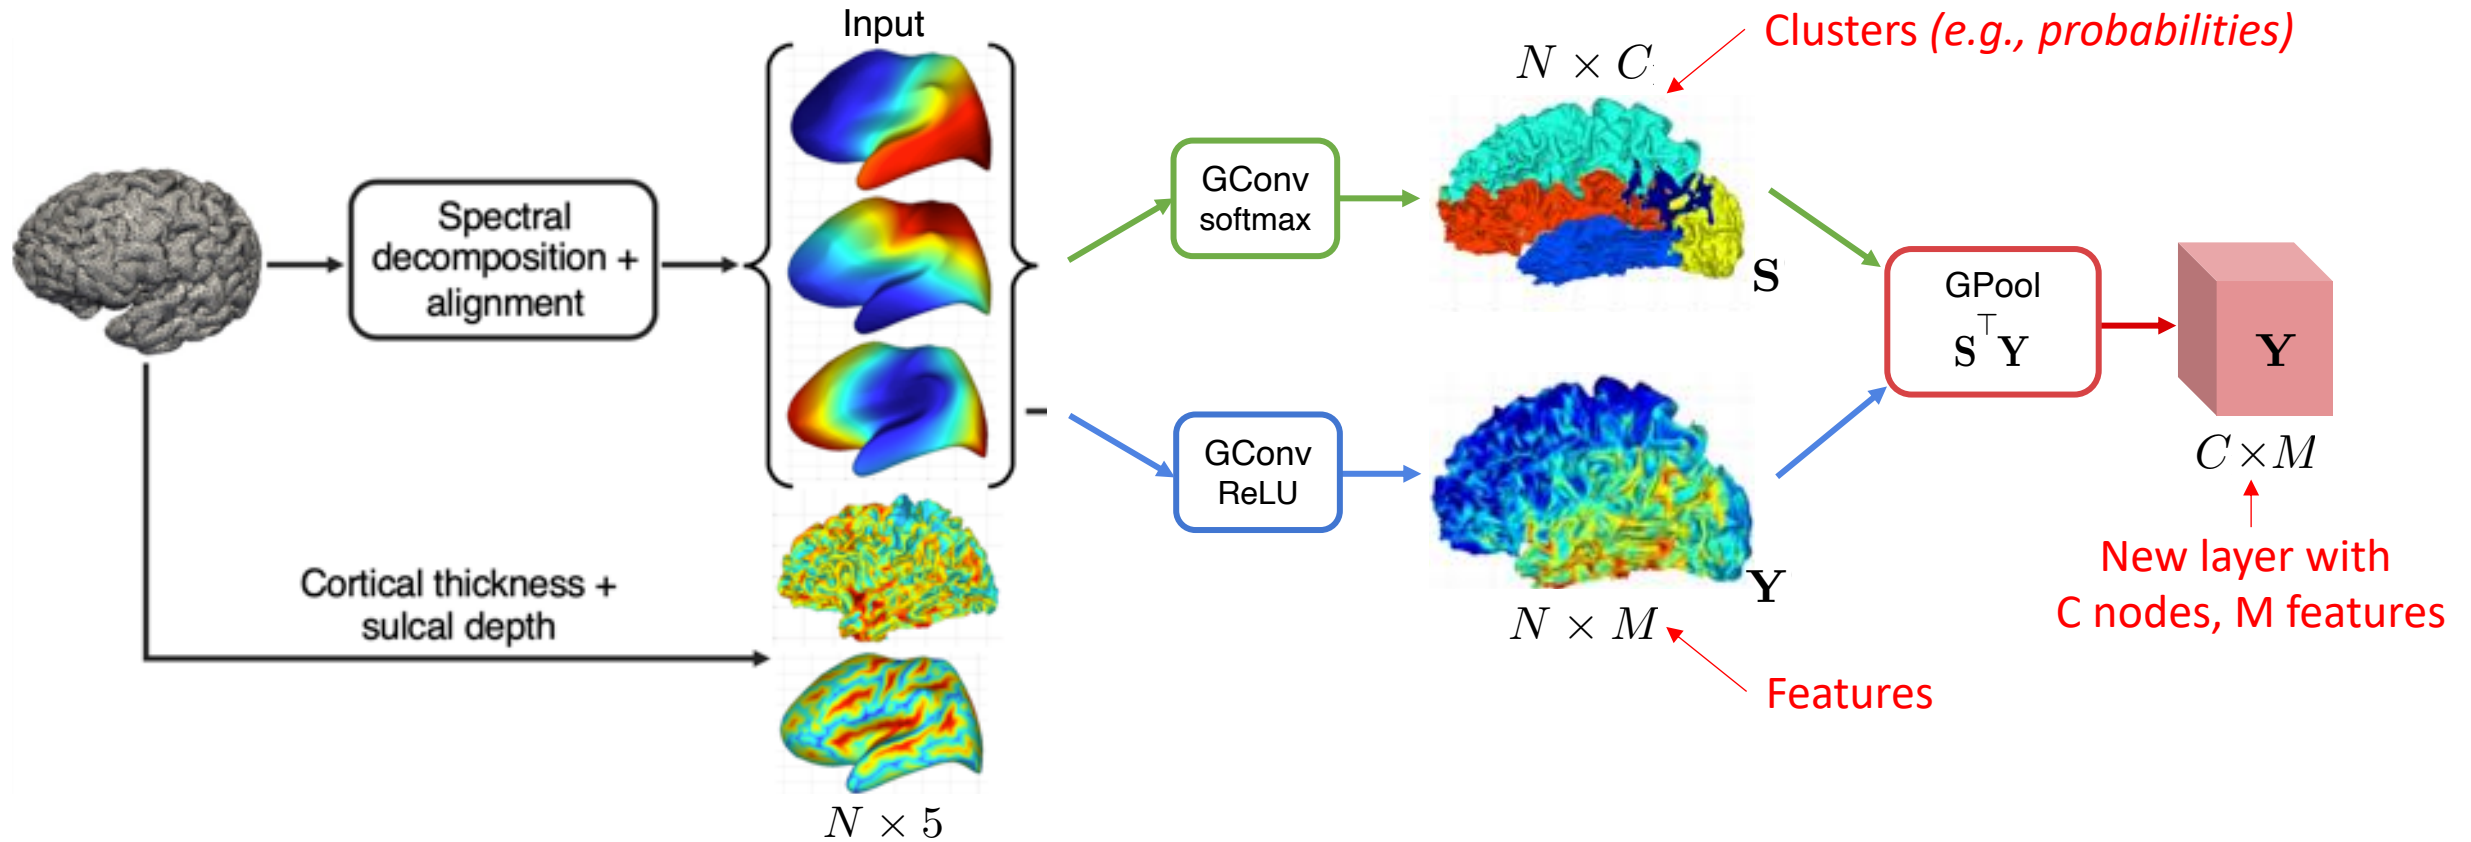 Input
Spectral
decomposition +
alignment
Cortical thickness +
sulcal depth
N × 5
GConv
softmax
GConv
ReLU
N × C
Clusters (e.g., probabilities)
S
Y
N × M
Features
GPool
S⊤Y
Y
C × M
New layer with
C nodes, M features